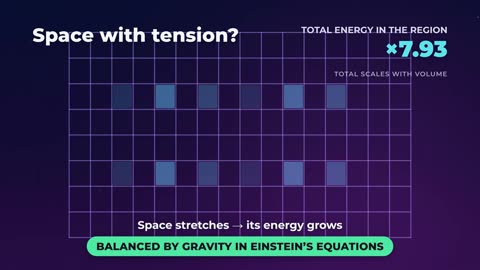 Space with tension?
TOTAL ENERGY IN THE REGION
×7.93
TOTAL SCALES WITH VOLUME
Space stretches → its energy grows
BALANCED BY GRAVITY IN EINSTEIN'S EQUATIONS